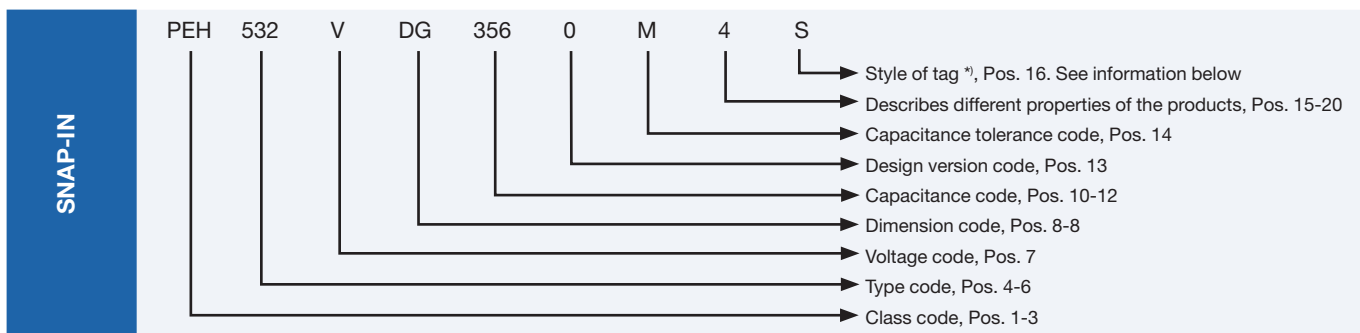 PEH 532 V DG 356 0 M 4 S
SNAP-IN
Style of tag *), Pos. 16. See information below
Describes different properties of the products, Pos. 15-20
Capacitance tolerance code, Pos. 14
Design version code, Pos. 13
Capacitance code, Pos. 10-12
Dimension code, Pos. 8-8
Voltage code, Pos. 7
Type code, Pos. 4-6
Class code, Pos. 1-3